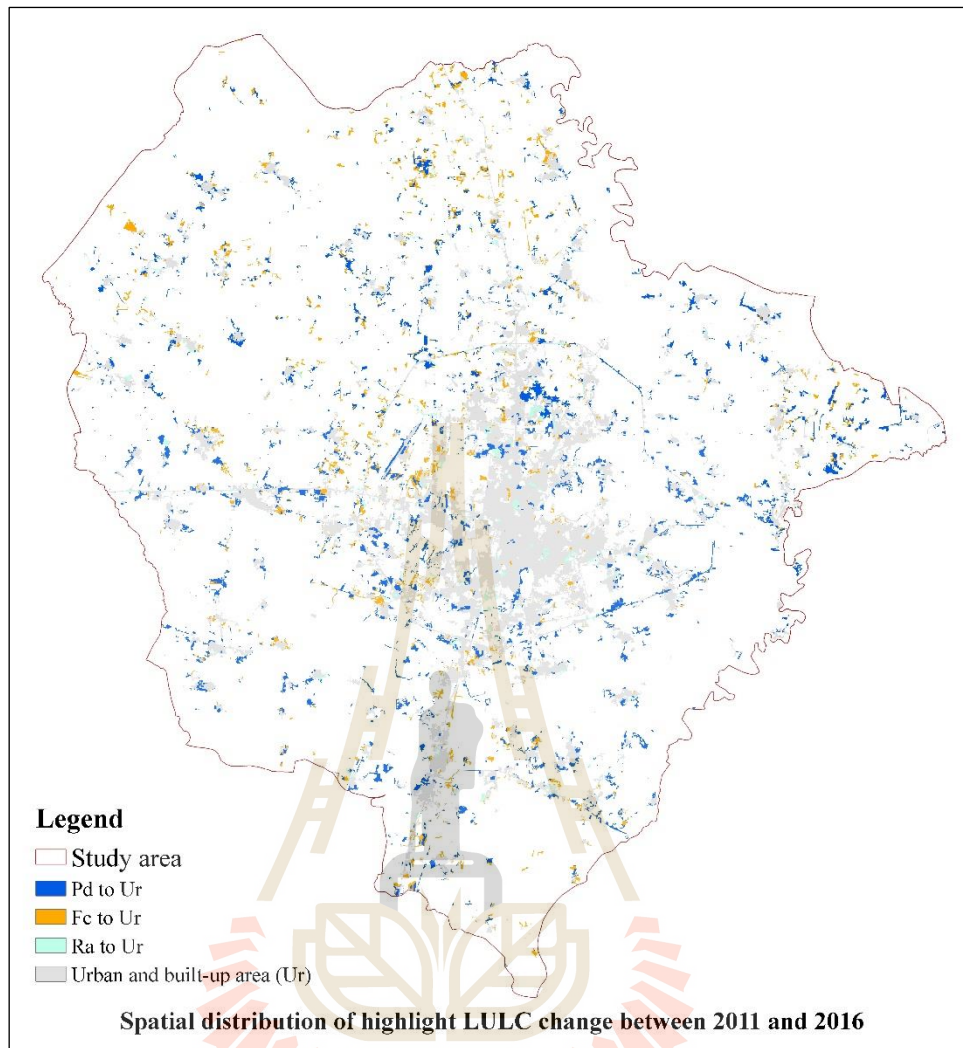 Legend
Study area
Pd to Ur
Fc to Ur
Ra to Ur
Urban and built-up area (Ur)
Spatial distribution of highlight LULC change between 2011 and 2016